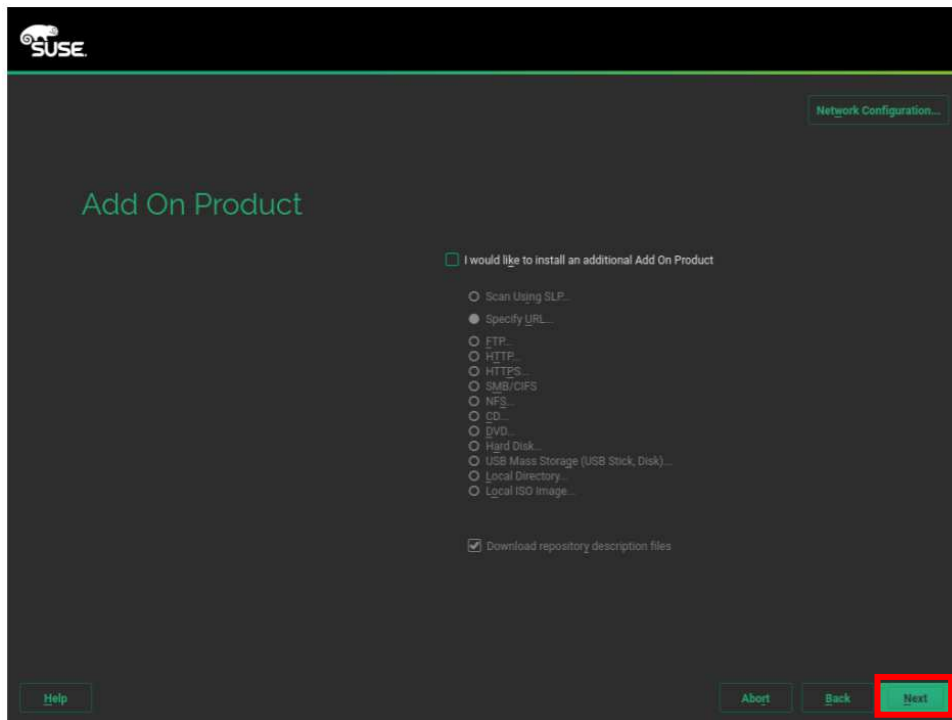 SUSE.
Network Configuration...
Add On Product
I would like to install an additional Add On Product
Scan Using SLP...
Specify URL...
FTP...
HTTP...
HTTPS...
SMB/CIFS
NFS...
CD...
DVD...
Hard Disk...
USB Mass Storage (USB Stick, Disk)...
Local Directory...
Local ISO Image...
Download repository description files
Help
Abort
Back
Next